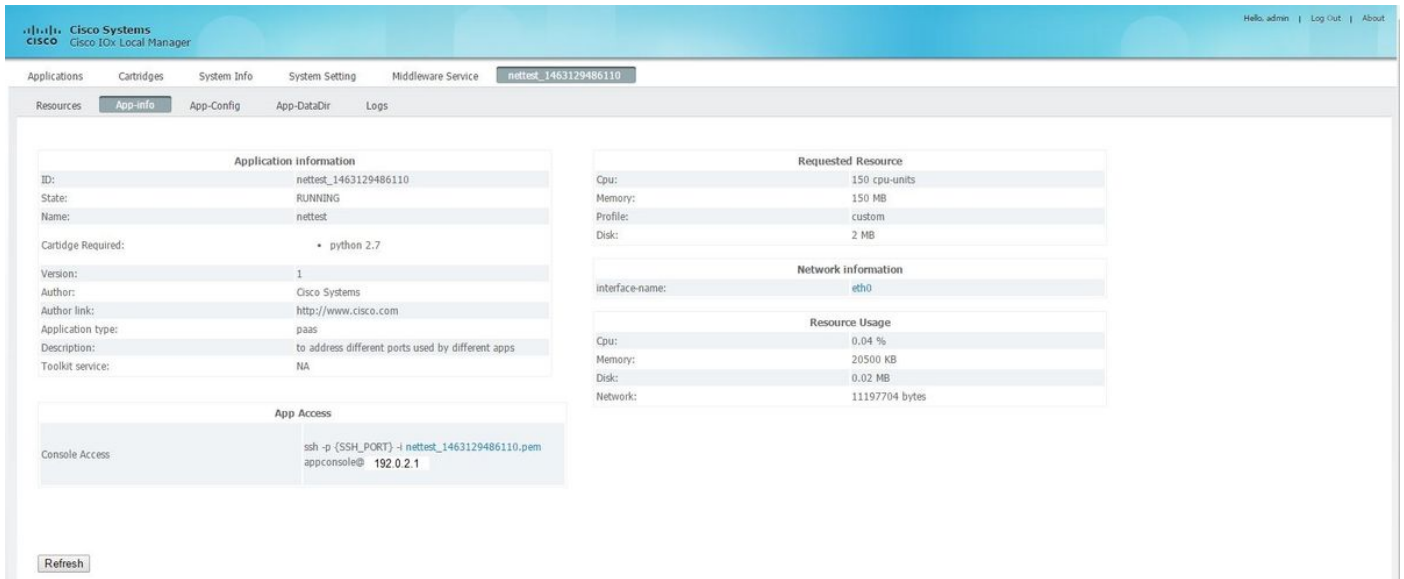 Hello, admin | Log Out | About
CISCO
Cisco Systems
Cisco IOx Local Manager
Applications Cartridges System Info System Setting Middleware Service nettest_1463129486110
Resources App-info App-Config App-DataDir Logs
Application information
ID: nettest_1463129486110
State: RUNNING
Name: nettest
Cartidge Required: • python 2.7
Version: 1
Author: Cisco Systems
Author link: http://www.cisco.com
Application type: paas
Description: to address different ports used by different apps
Toolkit service: NA
App Access
Console Access ssh -p {SSH_PORT} -i nettest_1463129486110.pem
appconsole@ 192.0.2.1
Requested Resource
Cpu: 150 cpu-units
Memory: 150 MB
Profile: custom
Disk: 2 MB
Network information
interface-name: eth0
Resource Usage
Cpu: 0.04 %
Memory: 20500 KB
Disk: 0.02 MB
Network: 11197704 bytes
Refresh